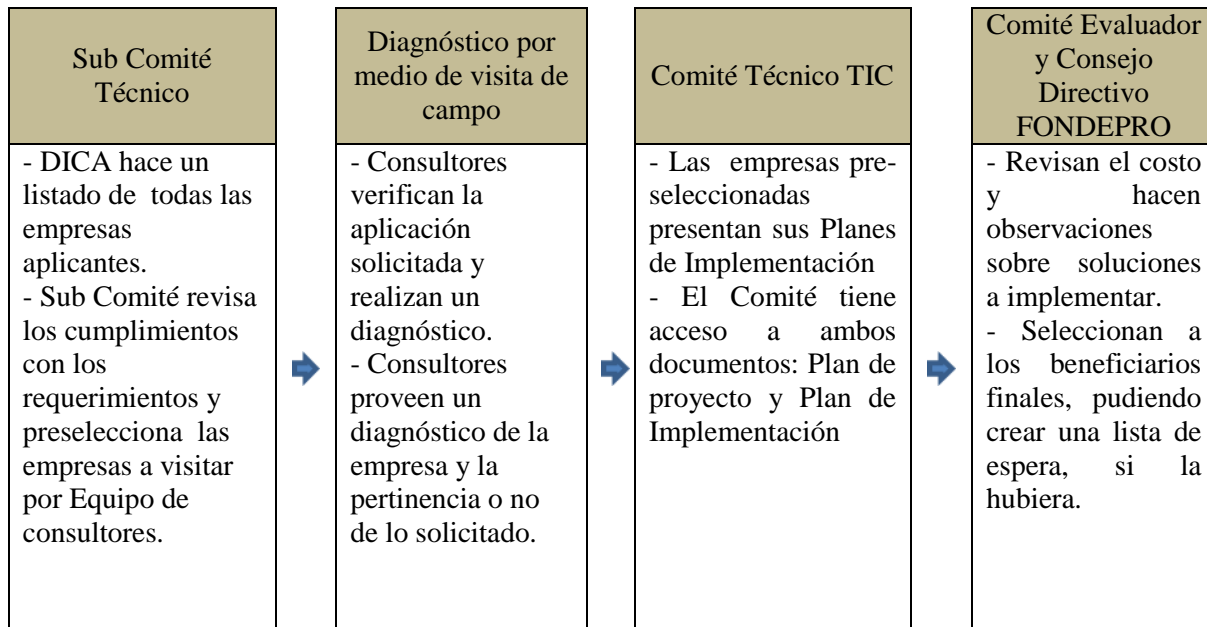 Sub Comité
Técnico
- DICA hace un
listado de todas las
empresas
aplicantes.
- Sub Comité revisa
los cumplimientos
con los
requerimientos y
preselecciona las
empresas a visitar
por Equipo de
consultores.
Diagnóstico por
medio de visita de
campo
- Consultores
verifican la
aplicación
solicitada y
realizan un
diagnóstico.
- Consultores
proveen un
diagnóstico de la
empresa y la
pertinencia o no
de lo solicitado.
Comité Técnico TIC
- Las empresas pre-
seleccionadas
presentan sus Planes
de Implementación
- El Comité tiene
acceso a ambos
documentos: Plan de
proyecto y Plan de
Implementación
Comité Evaluador
y Consejo
Directivo
FONDEPRO
- Revisan el costo
y hacen
observaciones
sobre soluciones
a implementar.
- Seleccionan a
los beneficiarios
finales, pudiendo
crear una lista de
espera, si la
hubiera.